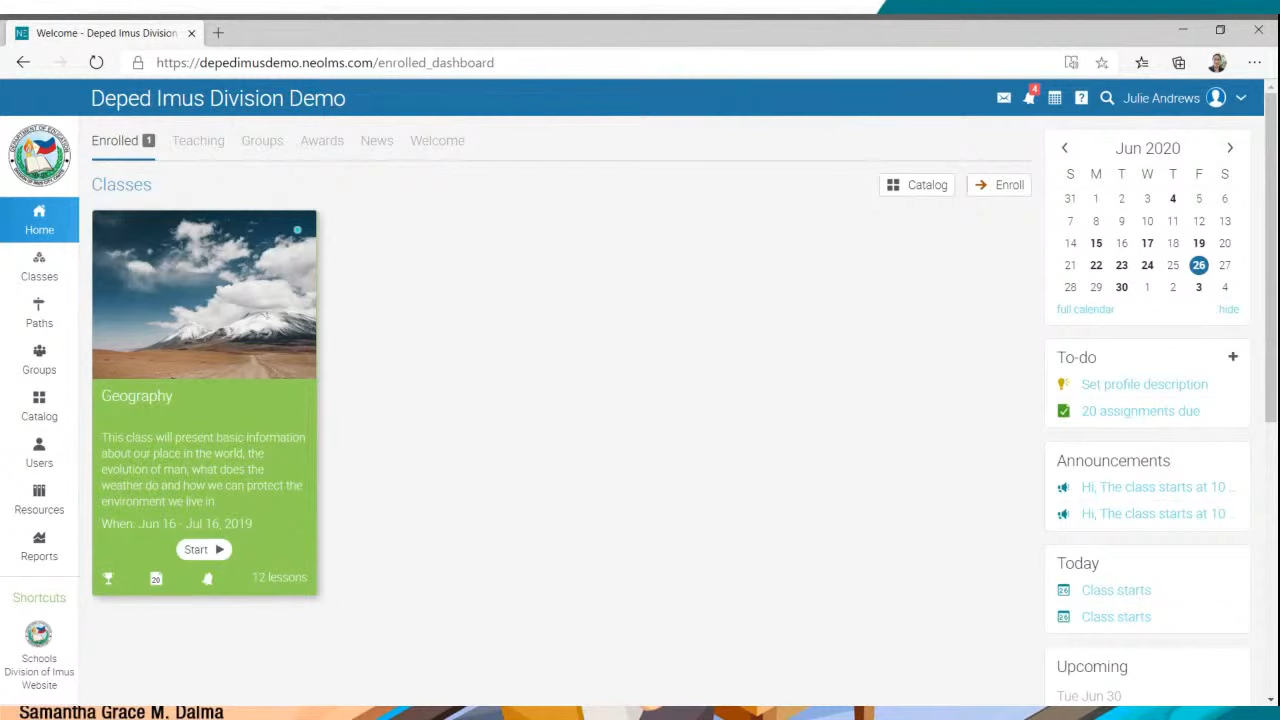 Welcome - Deped Imus Division
https://depedimusdemo.neolms.com/enrolled_dashboard
Deped Imus Division Demo
4
Julie Andrews
Home
Classes
Paths
Groups
Catalog
Users
Resources
Reports
Shortcuts
Schools
Division of Imus
Website
Enrolled 1
Teaching
Groups
Awards
News
Welcome
Classes
Catalog
Enroll
Geography
This class will present basic information
about our place in the world, the
evolution of man, what does the
weather do and how we can protect the
environment we live in
When: Jun 16 - Jul 16, 2019
Start
20
12 lessons
Jun 2020
S M T W T F S
31 1 2 3 4 5 6
7 8 9 10 11 12 13
14 15 16 17 18 19 20
21 22 23 24 25 26 27
28 29 30 1 2 3 4
full calendar
hide
To-do
Set profile description
20 assignments due
Announcements
Hi, The class starts at 10 ...
Hi, The class starts at 10 ...
Today
26 Class starts
26 Class starts
Upcoming
Tue Jun 30
Samantha Grace M. Dalma